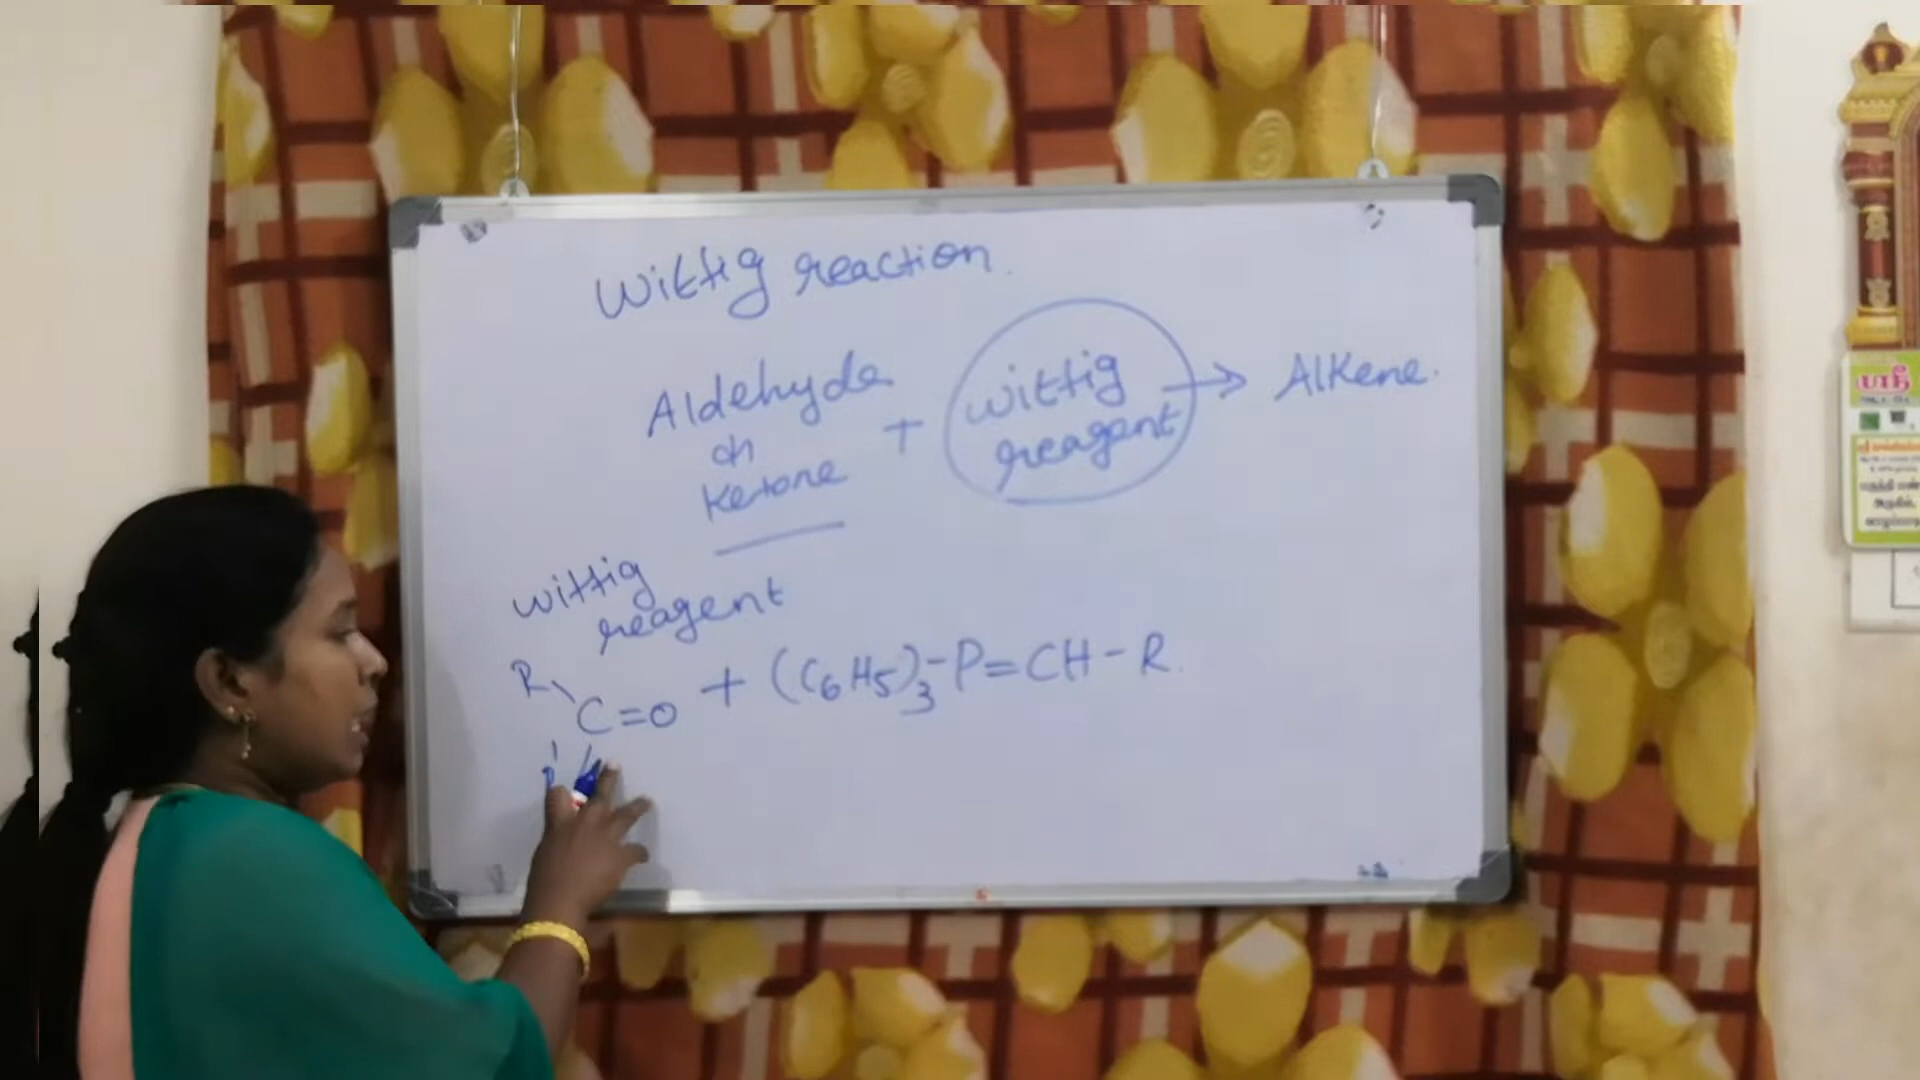 Wittig reaction.
Aldehyde
or
Ketone
+ wittig
reagent → Alkene.
wittig
reagent
R
C=O + (C6H5)3-P=CH-R.
பாநீ